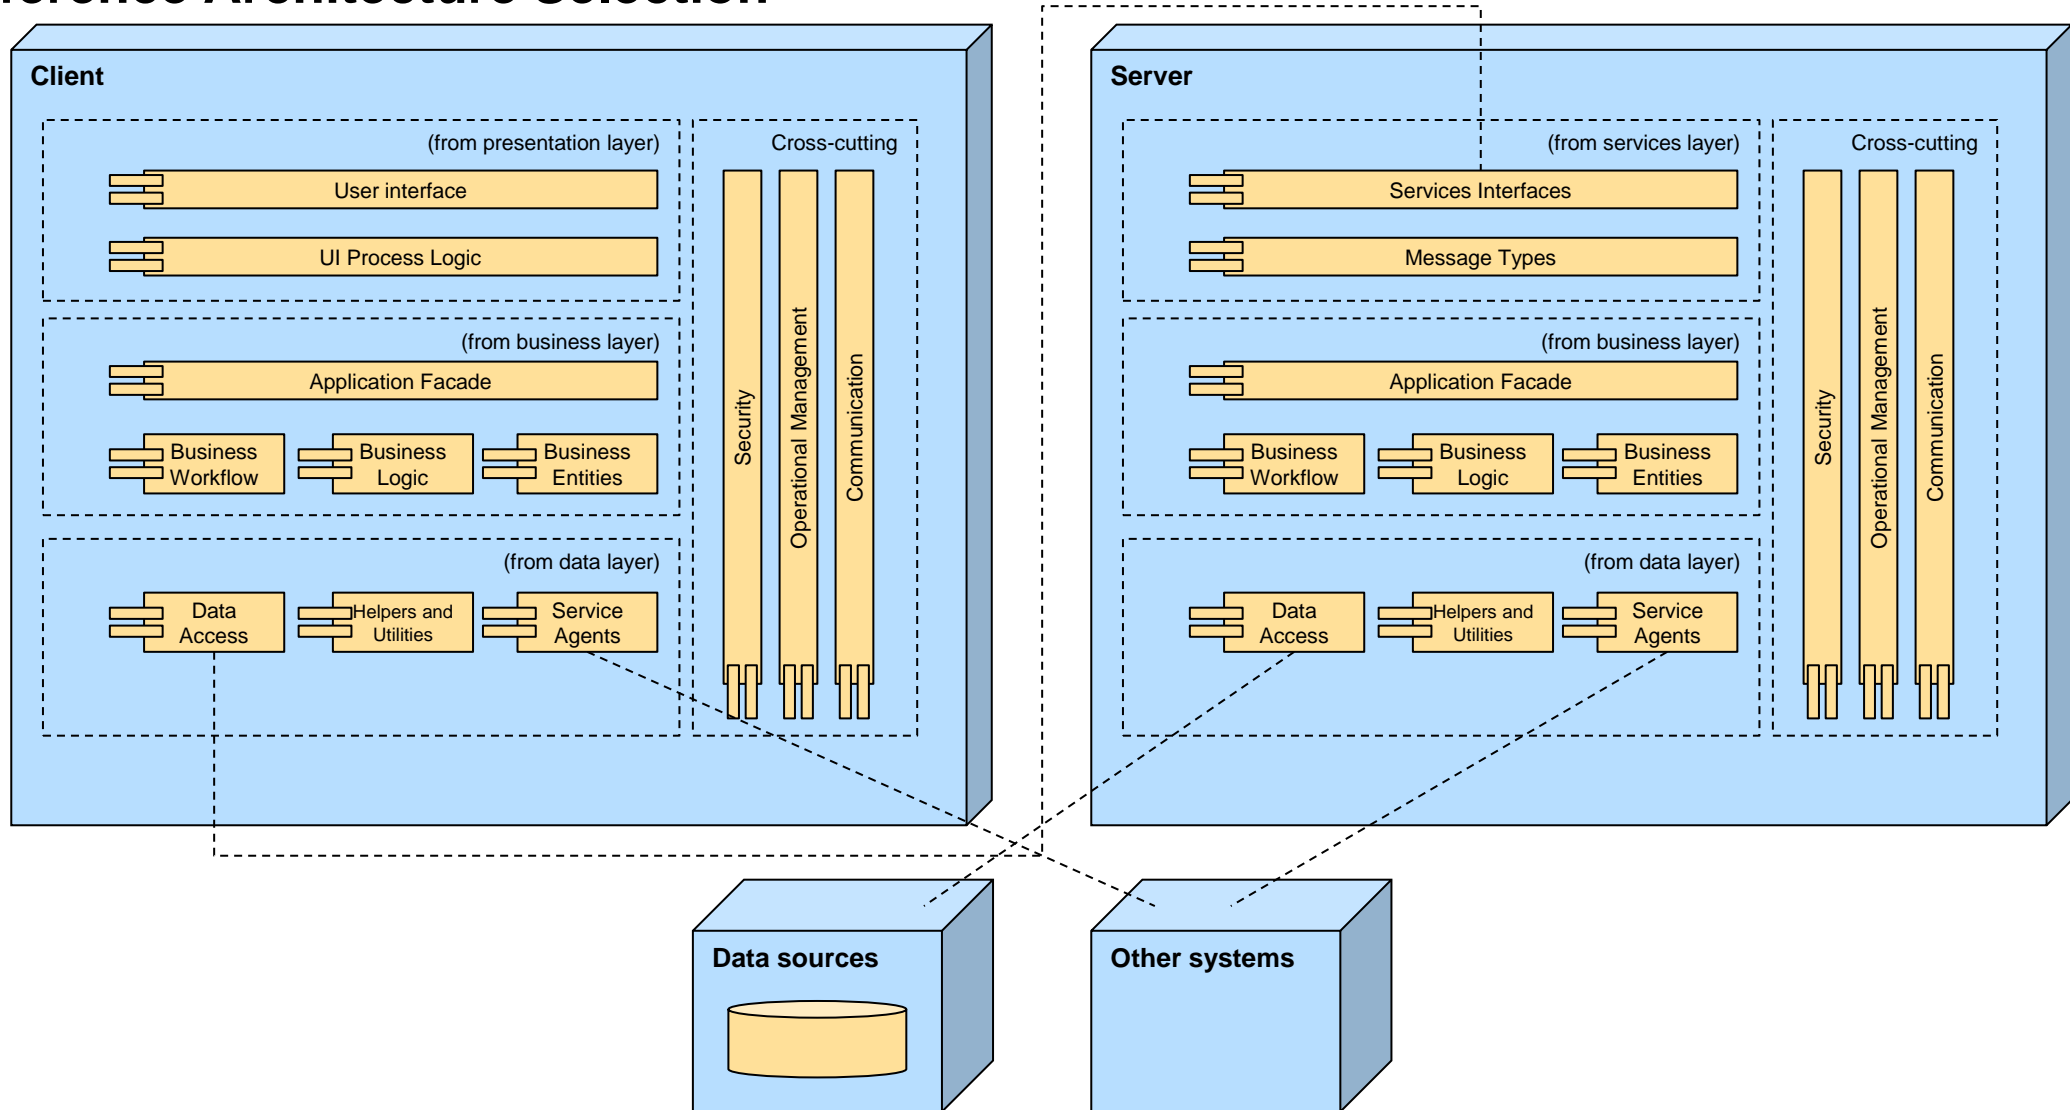 Architecture Selection
Client
(from presentation layer)
User interface
UI Process Logic
(from business layer)
Application Facade
Business
Workflow
Business
Logic
Business
Entities
(from data layer)
Data
Access
Helpers and
Utilities
Service
Agents
Cross-cutting
Security
Operational Management
Communication
Server
(from services layer)
Services Interfaces
Message Types
(from business layer)
Application Facade
Business
Workflow
Business
Logic
Business
Entities
(from data layer)
Data
Access
Helpers and
Utilities
Service
Agents
Cross-cutting
Security
Operational Management
Communication
Data sources
Other systems